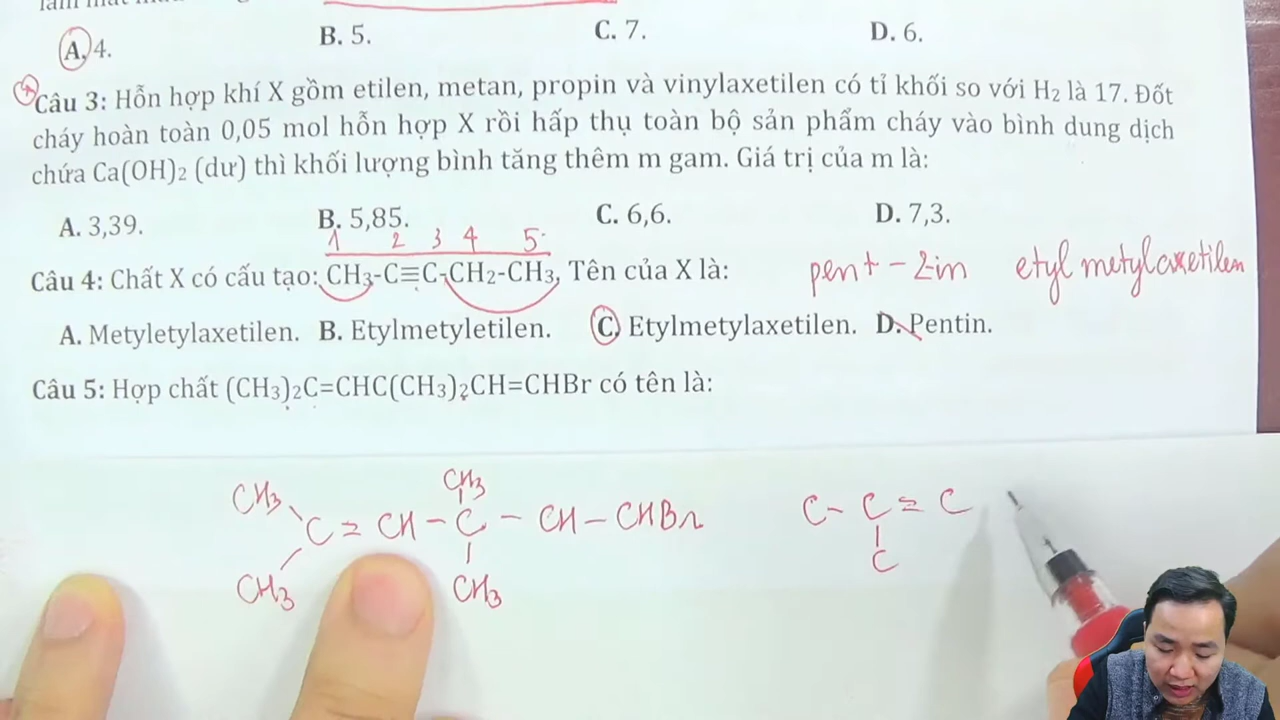 A. 4. B. 5. C. 7. D. 6.
Câu 3: Hỗn hợp khí X gồm etilen, metan, propin và vinylaxetilen có tỉ khối so với H₂ là 17. Đốt
cháy hoàn toàn 0,05 mol hỗn hợp X rồi hấp thụ toàn bộ sản phẩm cháy vào bình dung dịch
chứa Ca(OH)₂ (dư) thì khối lượng bình tăng thêm m gam. Giá trị của m là:
A. 3,39. B. 5,85. C. 6,6. D. 7,3.
1 2 3 4 5
Câu 4: Chất X có cấu tạo: CH₃-C≡C-CH₂-CH₃, Tên của X là: pent - 2-in etyl metylaxetilen
A. Metyletylaxetilen. B. Etylmetyletilen. C. Etylmetylaxetilen. D. Pentin.
Câu 5: Hợp chất (CH₃)₂C=CHC(CH₃)₂CH=CHBr có tên là:
CH₃ CH₃
C = CH - C - CH - CHBr C - C = C
CH₃ CH₃ C